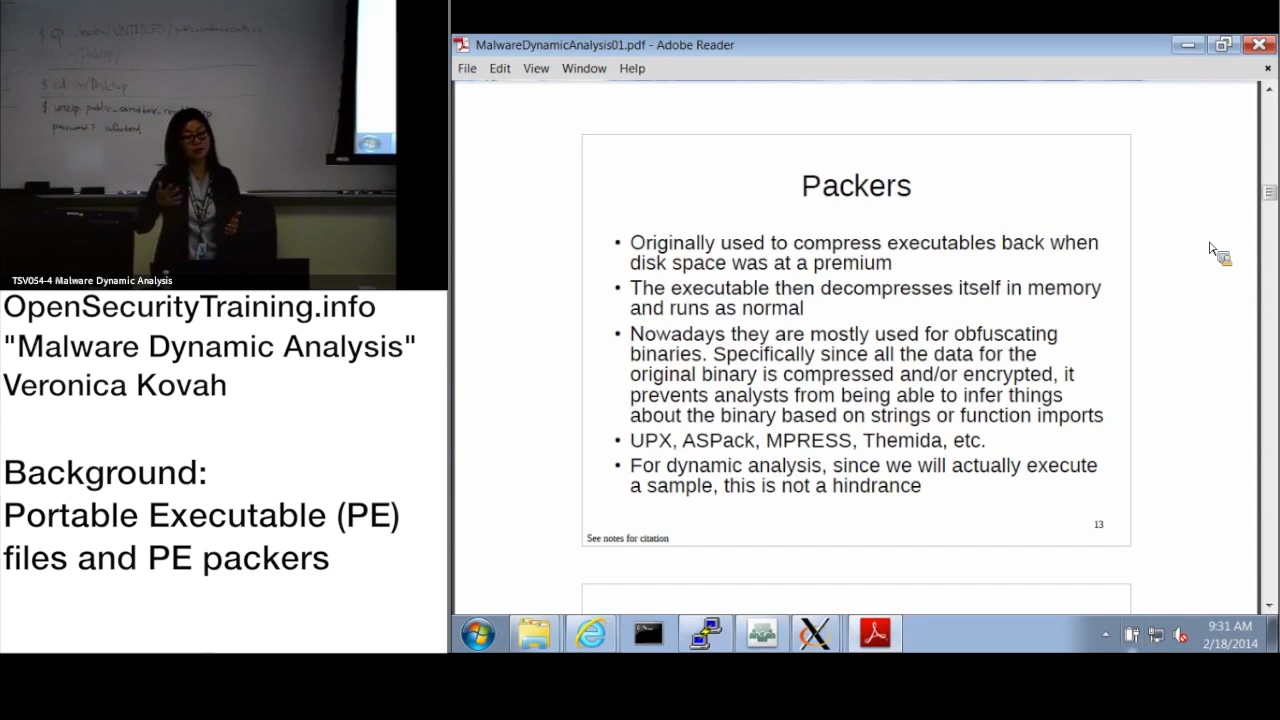 $ cd ~/Desktop
TSV054-4 Malware Dynamic Analysis
OpenSecurityTraining.info
"Malware Dynamic Analysis"
Veronica Kovah
Background:
Portable Executable (PE)
files and PE packers
MalwareDynamicAnalysis01.pdf - Adobe Reader
File Edit View Window Help
Packers
• Originally used to compress executables back when
disk space was at a premium
• The executable then decompresses itself in memory
and runs as normal
• Nowadays they are mostly used for obfuscating
binaries. Specifically since all the data for the
original binary is compressed and/or encrypted, it
prevents analysts from being able to infer things
about the binary based on strings or function imports
• UPX, ASPack, MPRESS, Themida, etc.
• For dynamic analysis, since we will actually execute
a sample, this is not a hindrance
13
See notes for citation
9:31 AM
2/18/2014